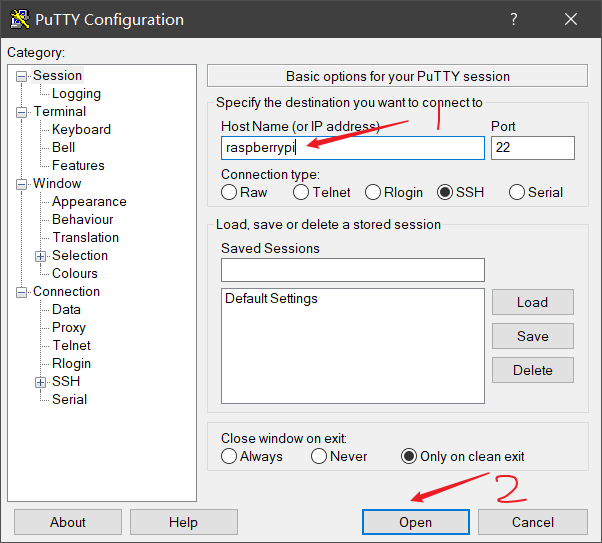 PuTTY Configuration
?
Category:
Session
Logging
Terminal
Keyboard
Bell
Features
Window
Appearance
Behaviour
Translation
Selection
Colours
Connection
Data
Proxy
Telnet
Rlogin
SSH
Serial
Basic options for your PuTTY session
Specify the destination you want to connect to
Host Name (or IP address)
Port
raspberrypi
22
1
Connection type:
Raw
Telnet
Rlogin
SSH
Serial
Load, save or delete a stored session
Saved Sessions
Default Settings
Load
Save
Delete
Close window on exit:
Always
Never
Only on clean exit
2
About
Help
Open
Cancel